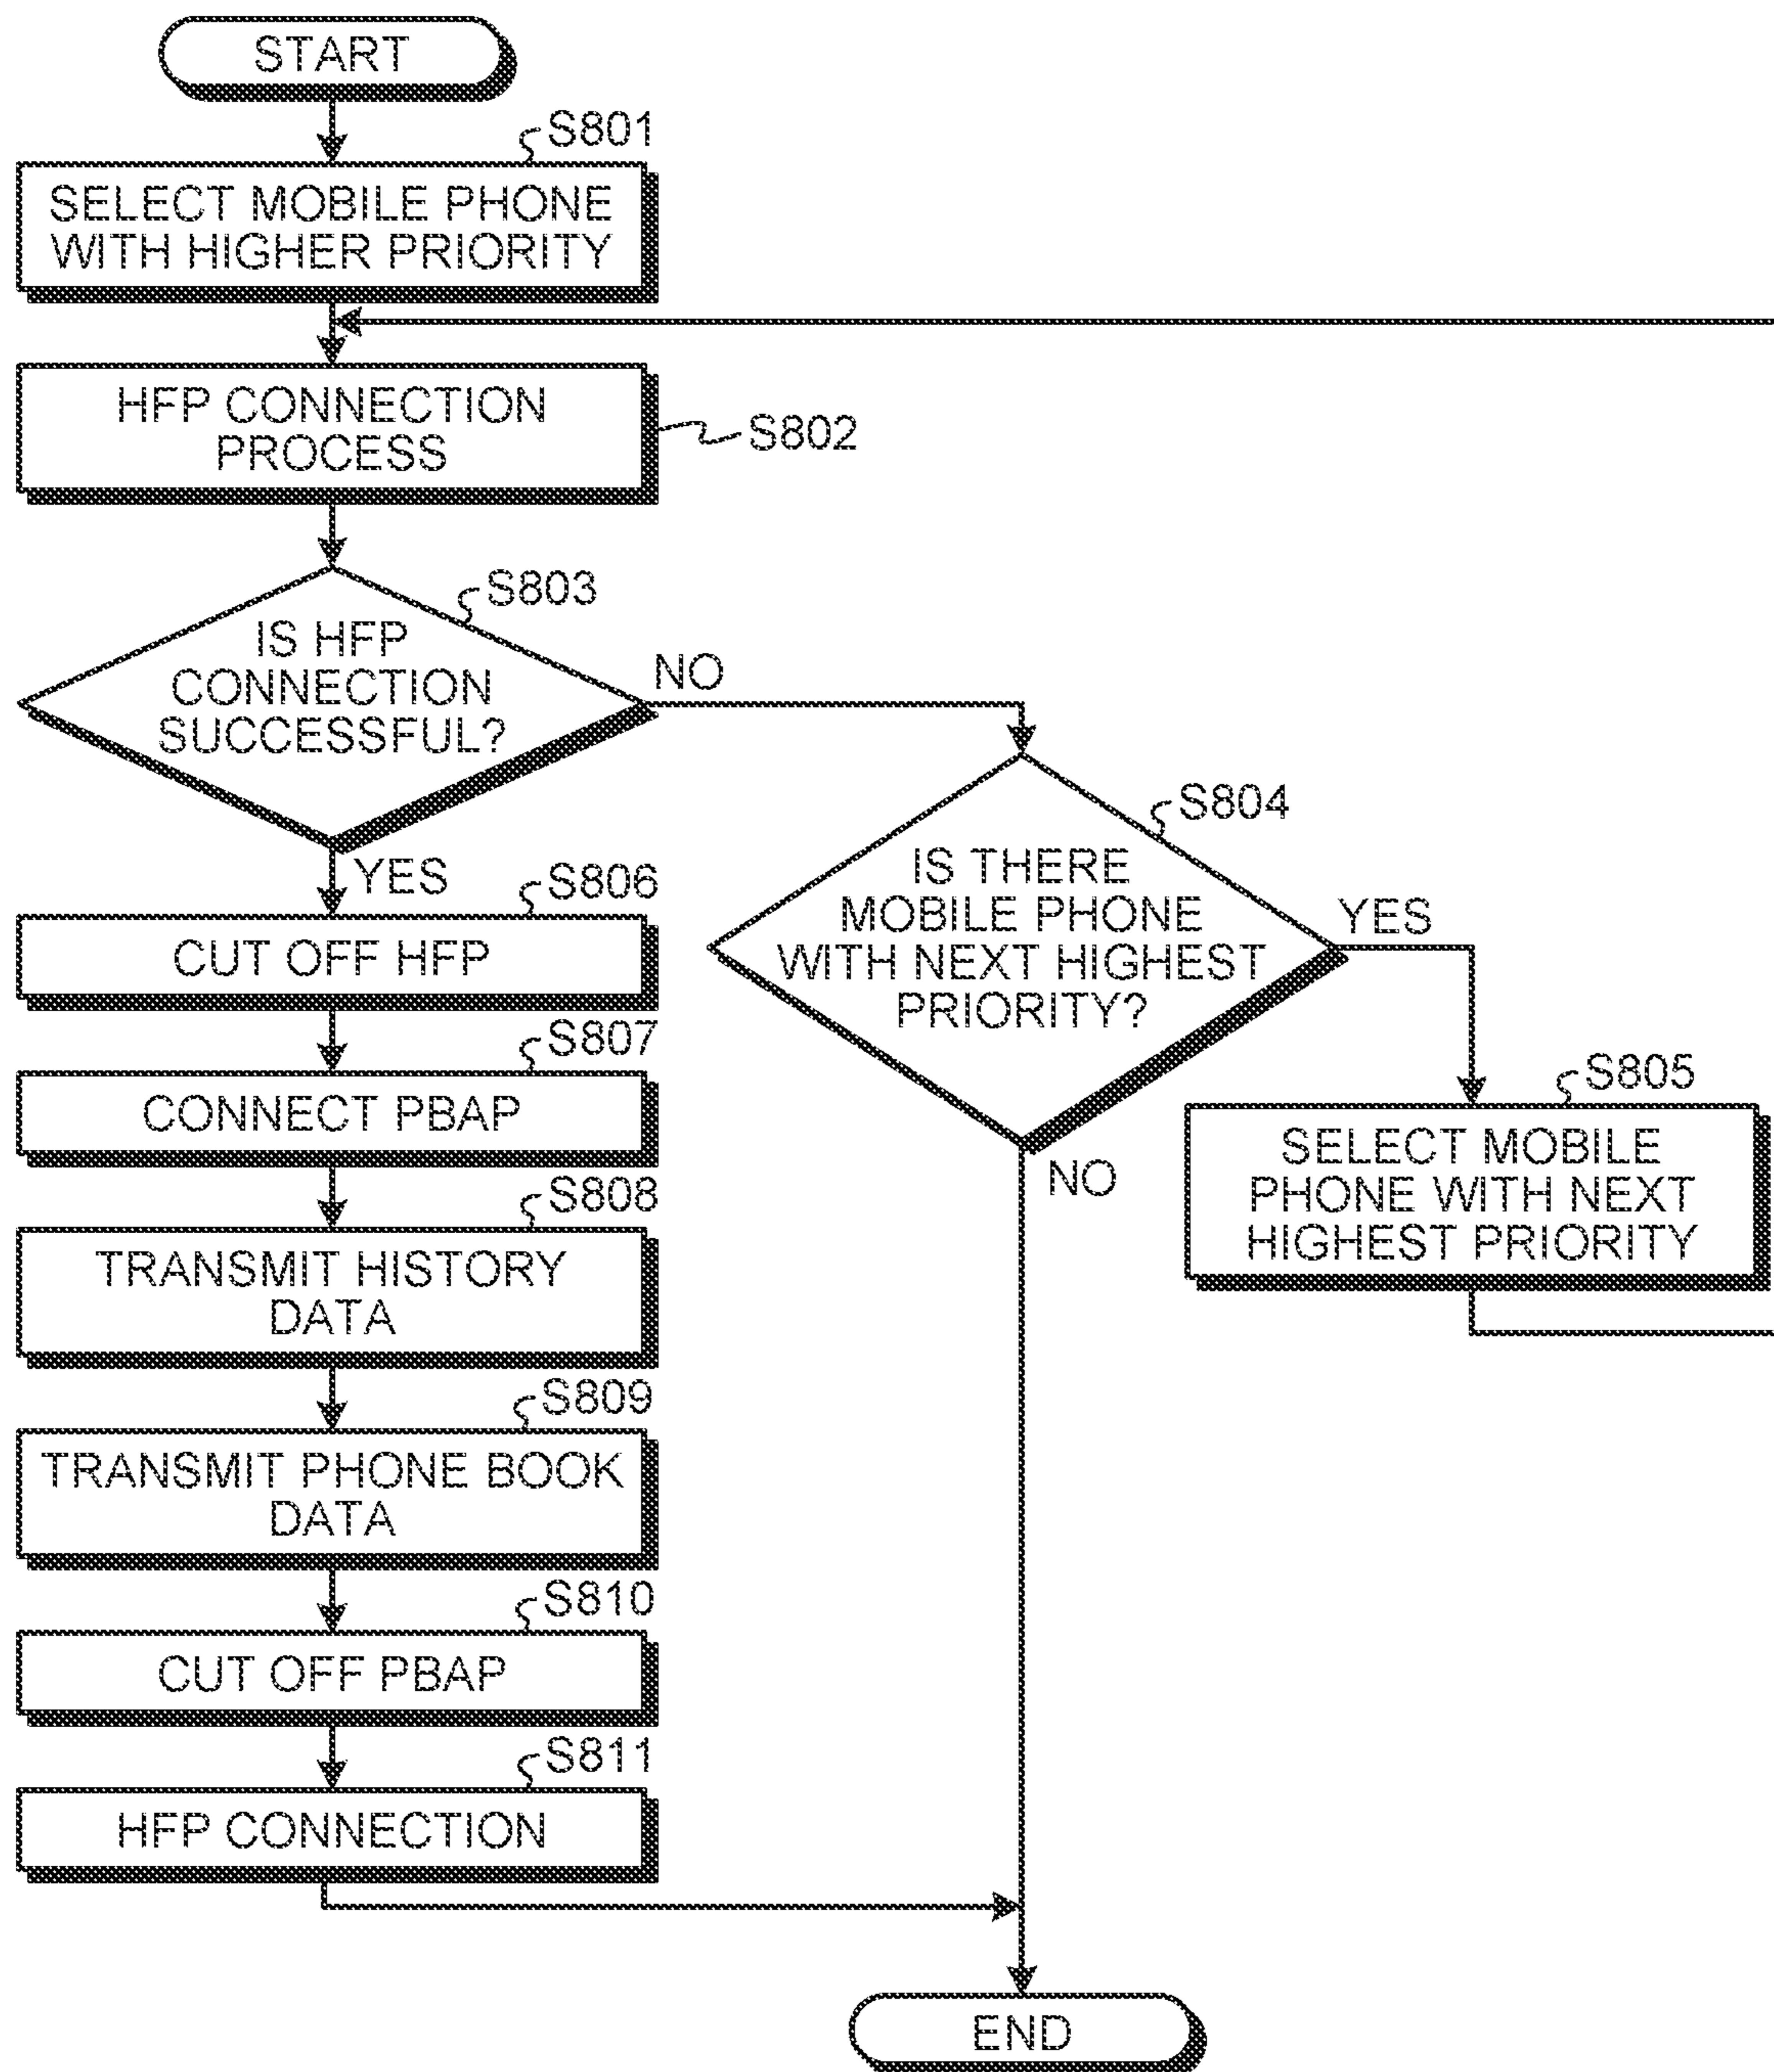 START
S801
SELECT MOBILE PHONE
WITH HIGHER PRIORITY
HFP CONNECTION
PROCESS
S802
S803
IS HFP
CONNECTION
SUCCESSFUL?
NO
YES
S804
IS THERE
MOBILE PHONE
WITH NEXT HIGHEST
PRIORITY?
YES
NO
S805
SELECT MOBILE
PHONE WITH NEXT
HIGHEST PRIORITY
S806
CUT OFF HFP
S807
CONNECT PBAP
S808
TRANSMIT HISTORY
DATA
S809
TRANSMIT PHONE BOOK
DATA
S810
CUT OFF PBAP
S811
HFP CONNECTION
END